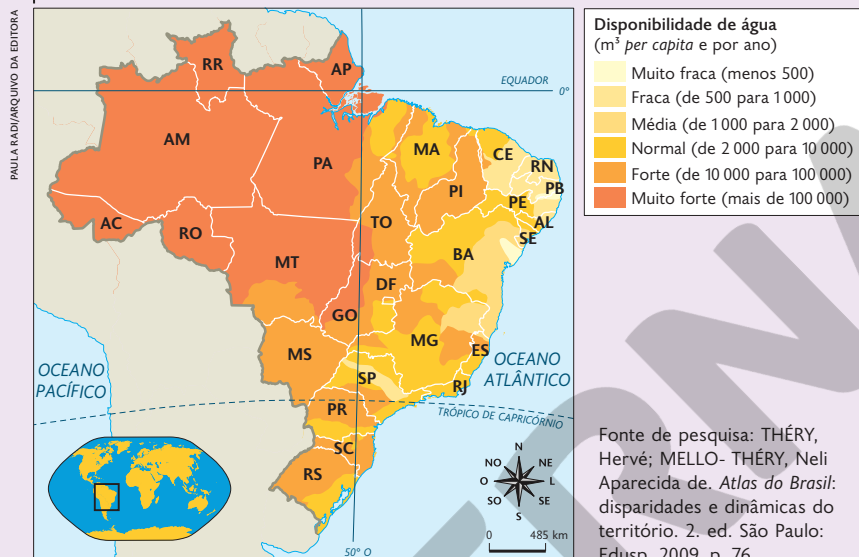 PAULA RADI/ARQUIVO DA EDITORA
RR
AP
EQUADOR
0°
AM
PA
MA
CE
RN
PB
PI
PE
AL
SE
AC
RO
TO
BA
MT
DF
GO
MG
ES
MS
SP
RJ
PR
SC
RS
OCEANO
PACÍFICO
OCEANO
ATLÂNTICO
TRÓPICO DE CAPRICÓRNIO
N
NO
NE
O
L
SO
SE
S
0
485 km
50° O
Disponibilidade de água
(m³ per capita e por ano)
Muito fraca (menos 500)
Fraca (de 500 para 1 000)
Média (de 1 000 para 2 000)
Normal (de 2 000 para 10 000)
Forte (de 10 000 para 100 000)
Muito forte (mais de 100 000)
Fonte de pesquisa: THÉRY,
Hervé; MELLO- THÉRY, Neli
Aparecida de. Atlas do Brasil:
disparidades e dinâmicas do
território. 2. ed. São Paulo:
Edusp, 2009. p. 76.